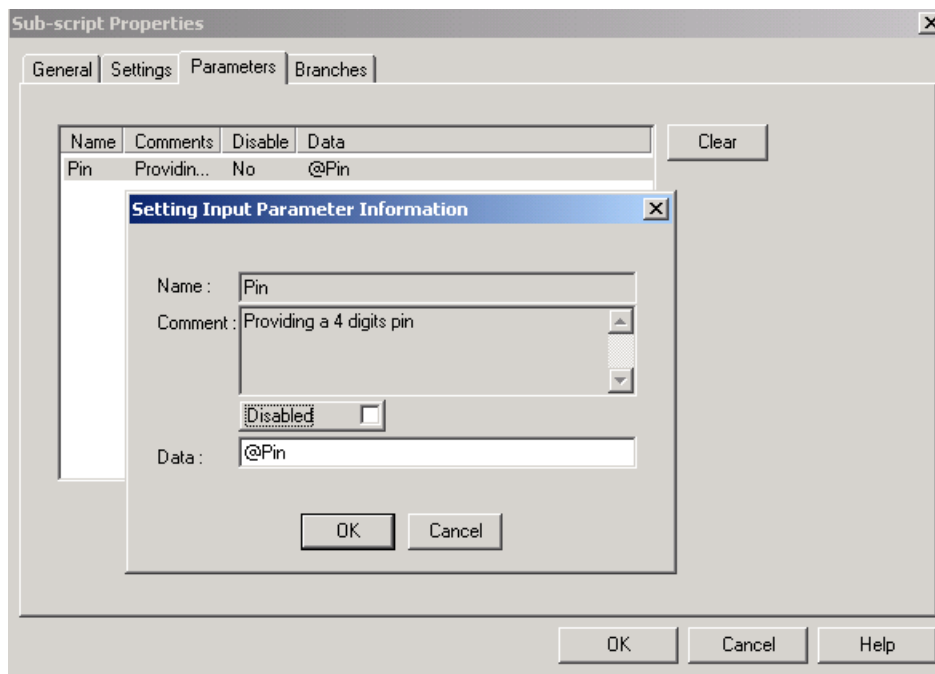 Sub-script Properties
General Settings Parameters Branches
Name Comments Disable Data
Clear
Pin Providin... No @Pin
Setting Input Parameter Information
Name : Pin
Comment : Providing a 4 digits pin
Disabled
Data : @Pin
OK Cancel
OK Cancel Help